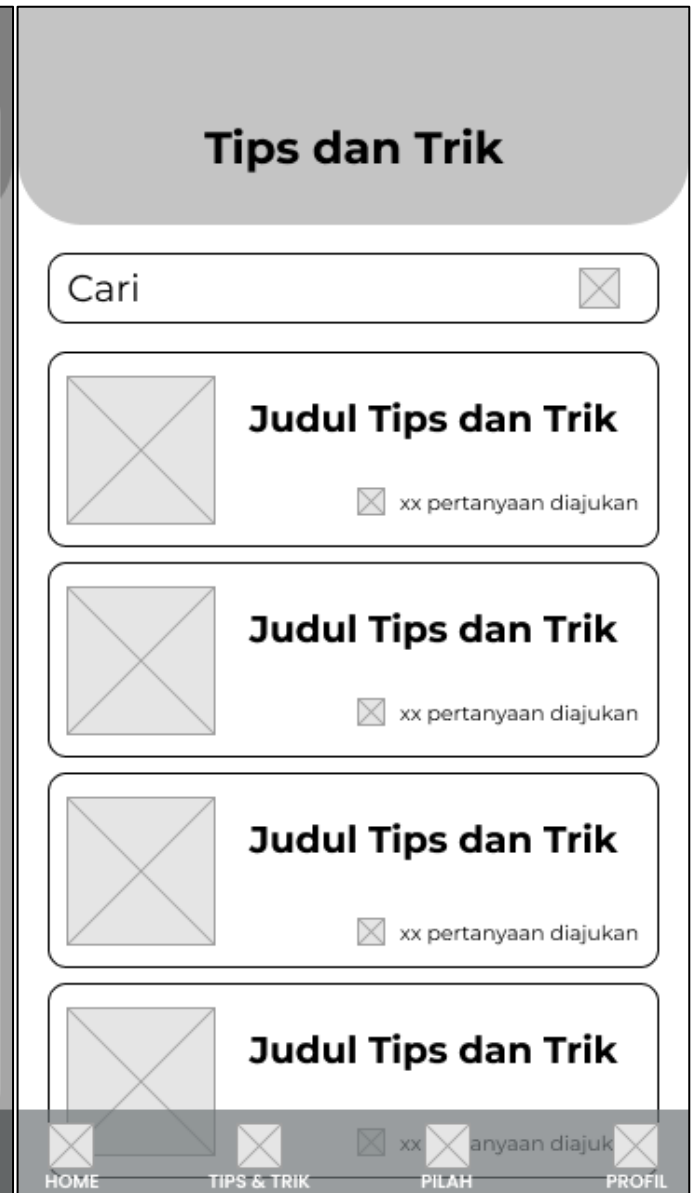 Tips dan Trik
Cari
Judul Tips dan Trik
xx pertanyaan diajukan
Judul Tips dan Trik
xx pertanyaan diajukan
Judul Tips dan Trik
xx pertanyaan diajukan
Judul Tips dan Trik
xx
HOME TIPS & TRIK PILAH PROFIL